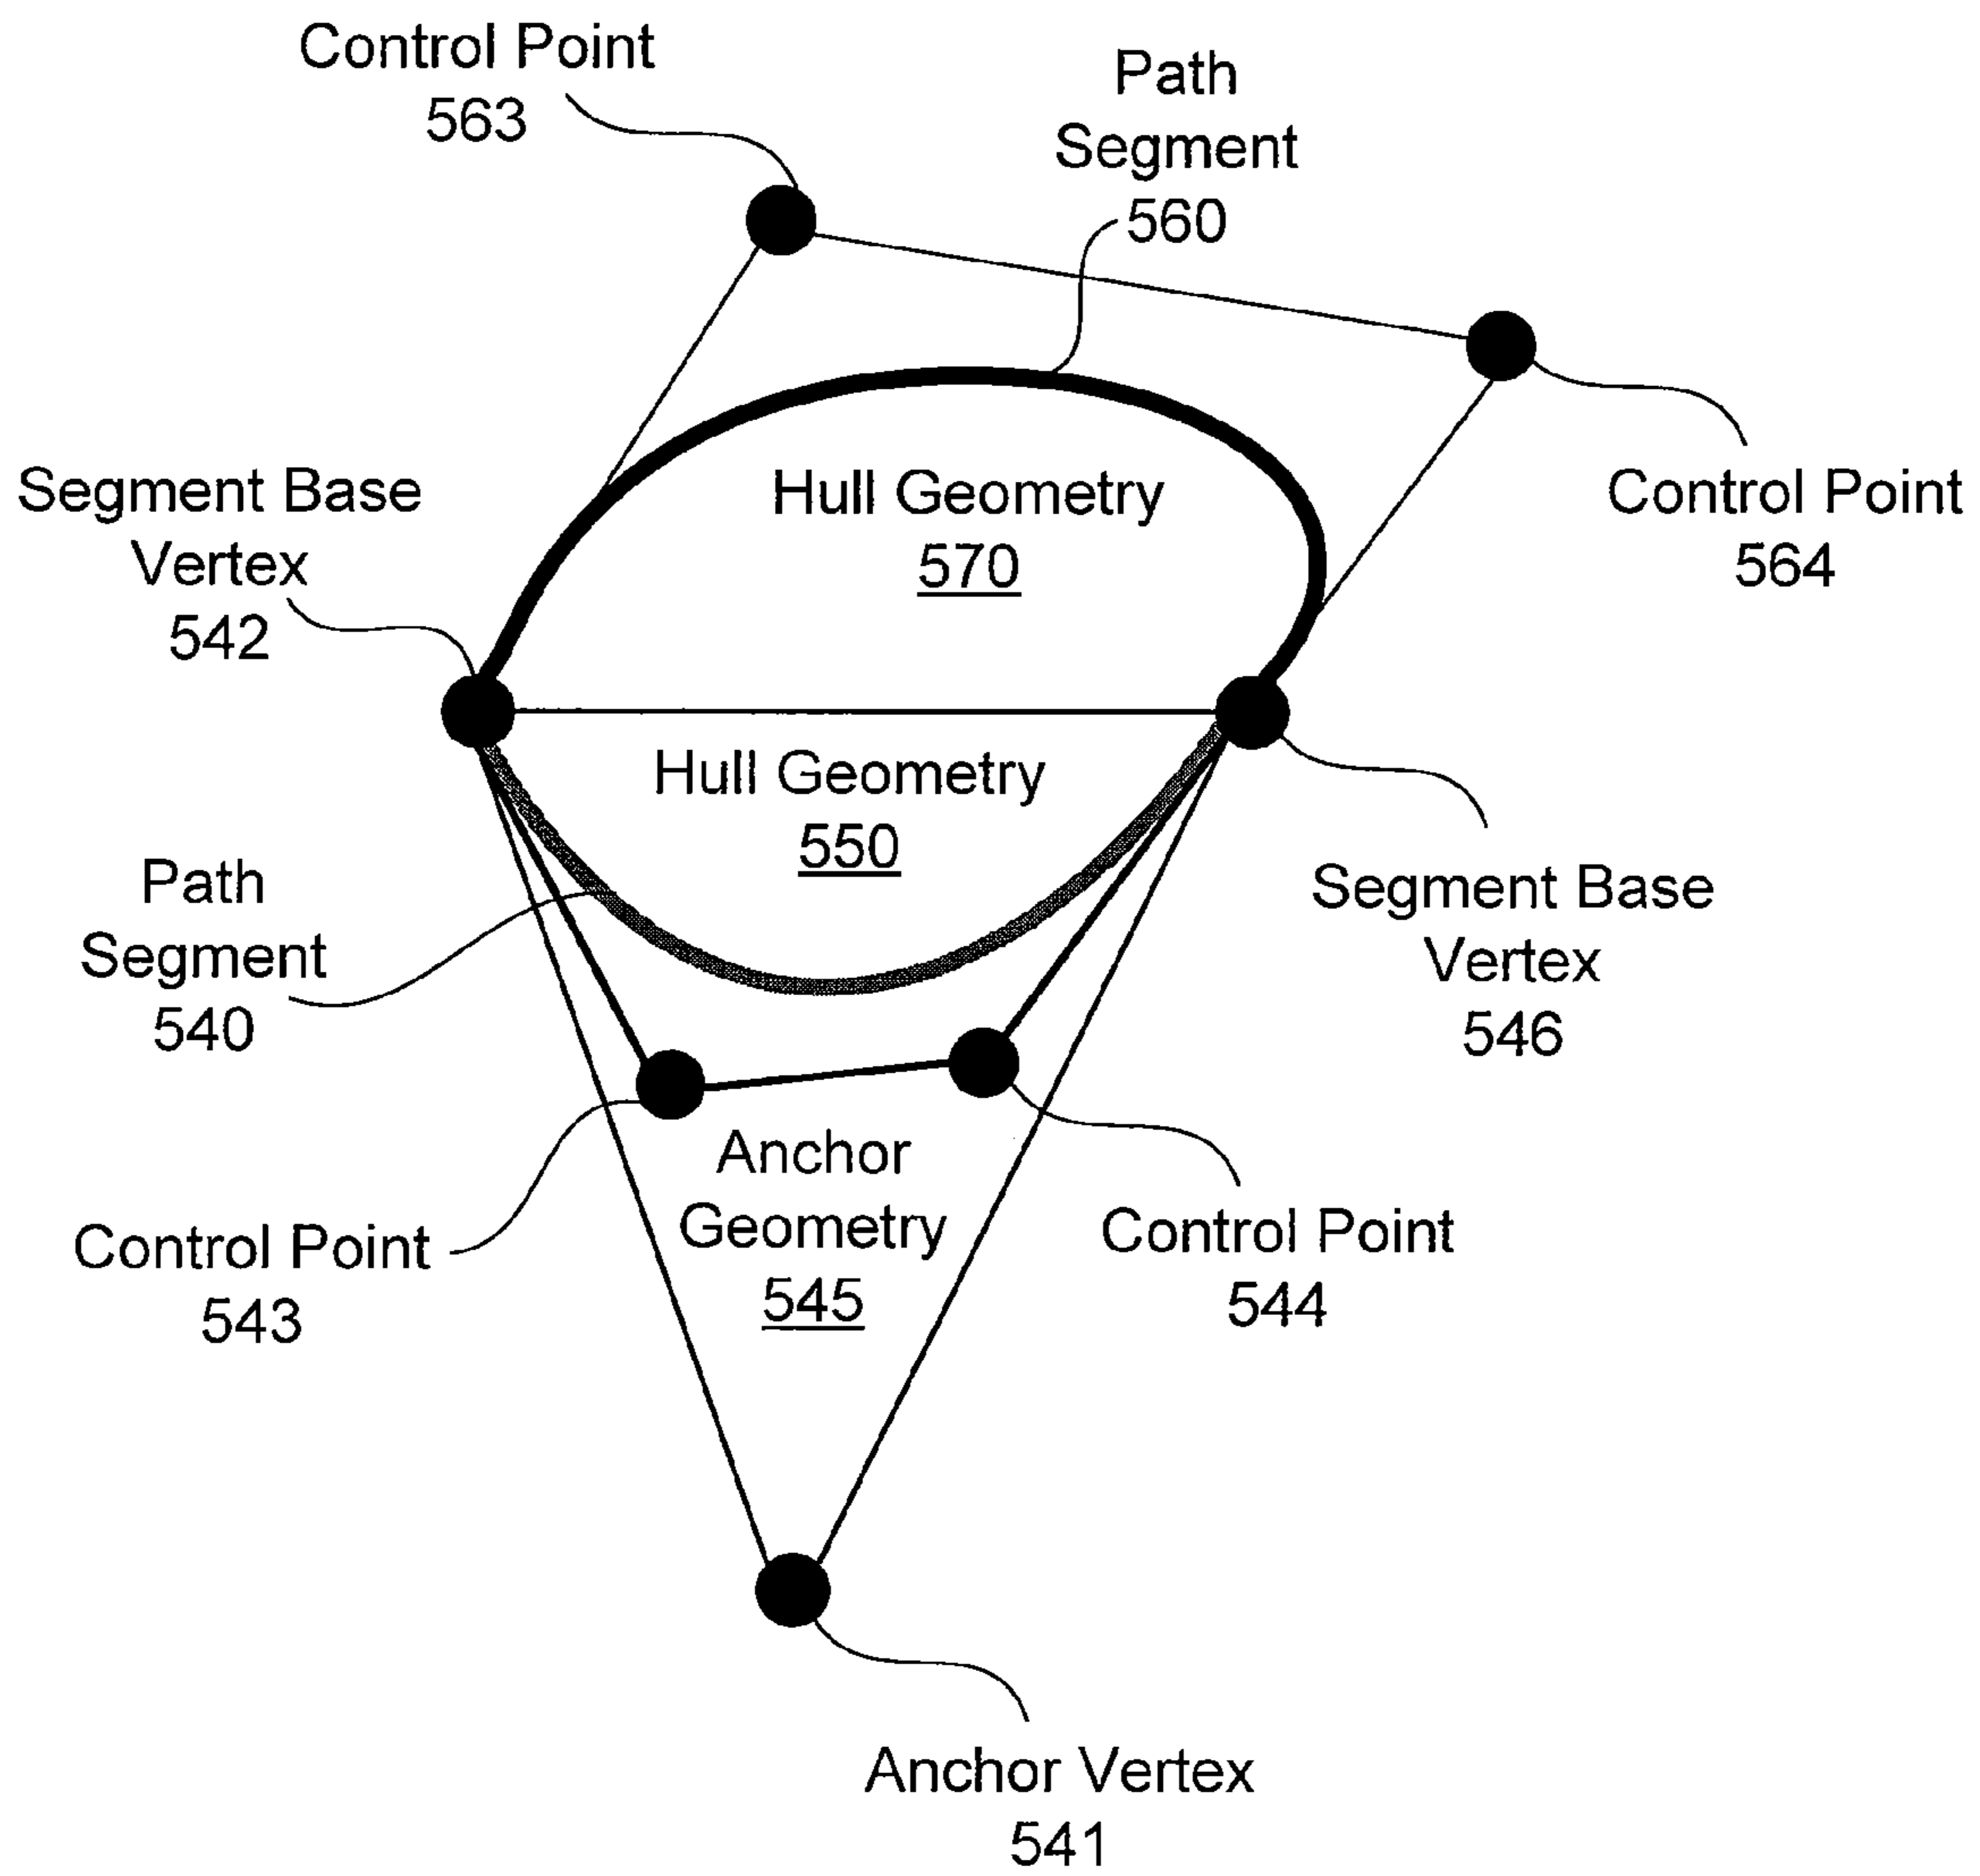 Control Point
563
Path
Segment
560
Segment Base
Vertex
542
Hull Geometry
570
Control Point
564
Hull Geometry
550
Path
Segment
540
Segment Base
Vertex
546
Anchor
Geometry
545
Control Point
543
Control Point
544
Anchor Vertex
541